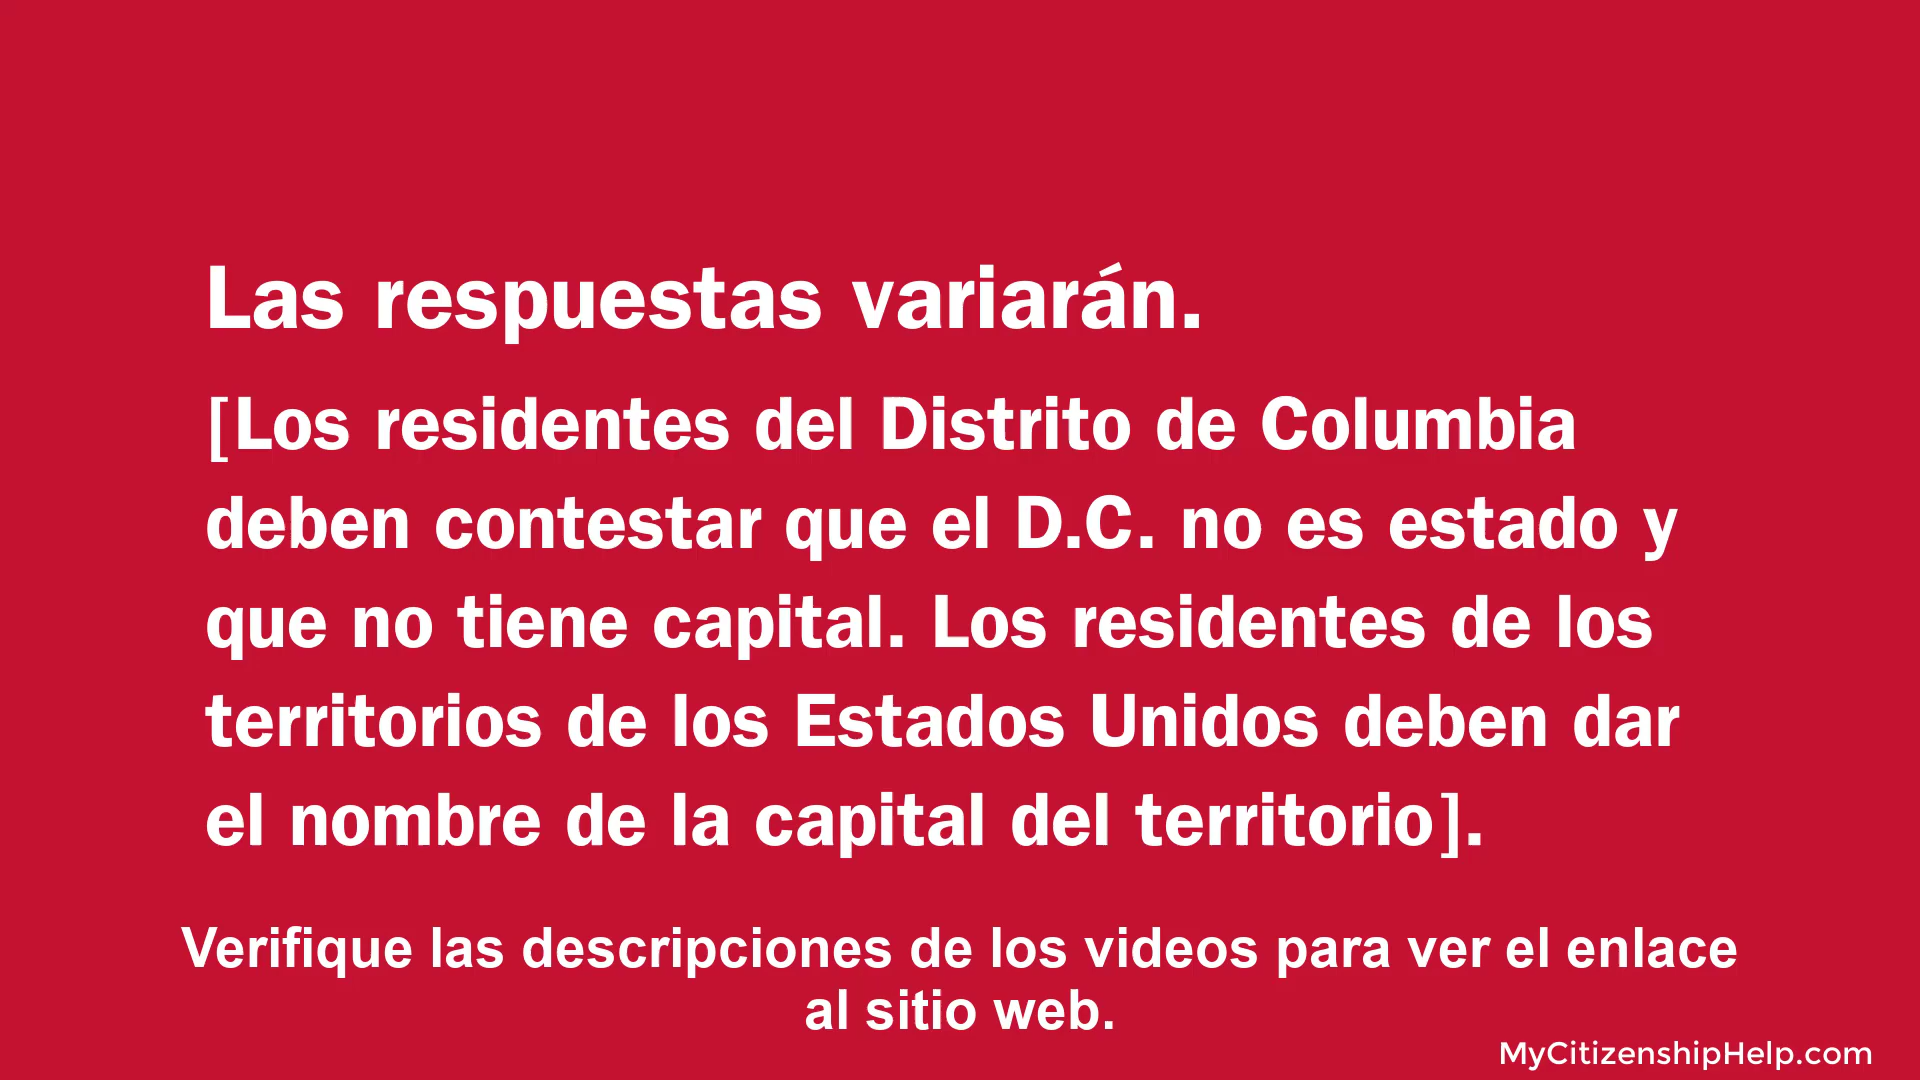 Las respuestas variarán.
[Los residentes del Distrito de Columbia
deben contestar que el D.C. no es estado y
que no tiene capital. Los residentes de los
territorios de los Estados Unidos deben dar
el nombre de la capital del territorio].
Verifique las descripciones de los videos para ver el enlace
al sitio web.
MyCitizenshipHelp.com